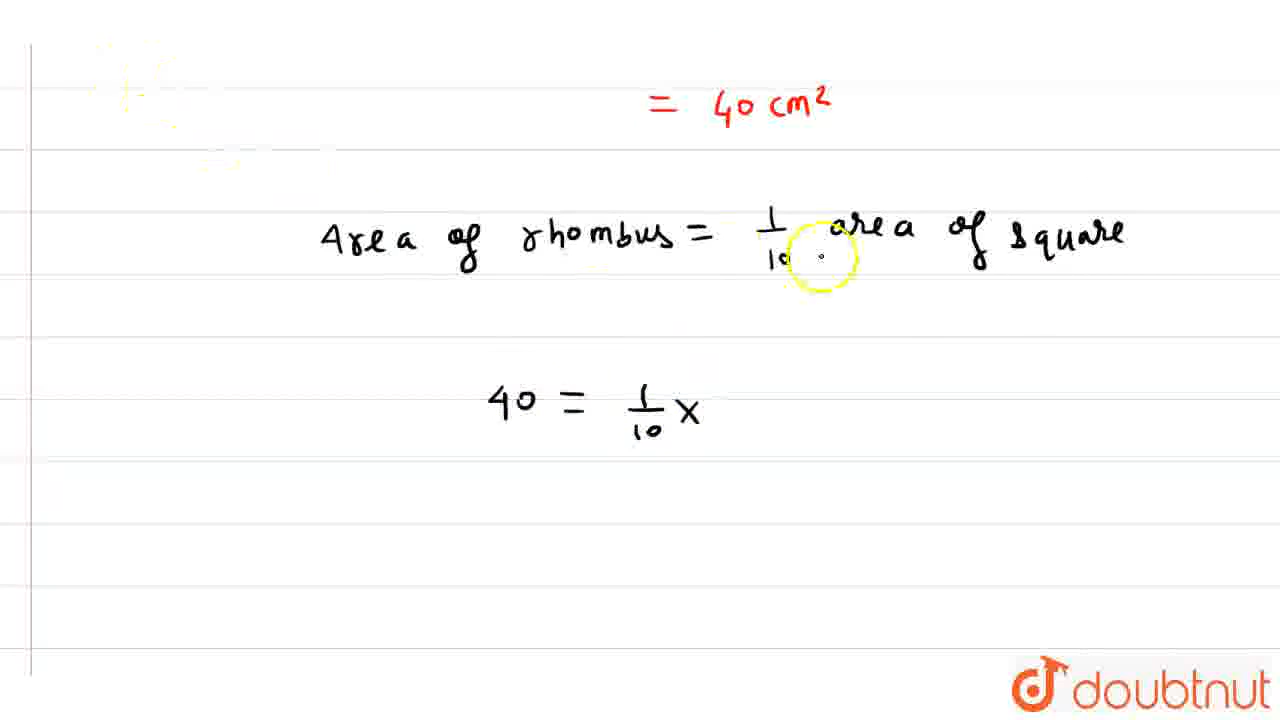 = 40 cm²
Area of rhombus = 1/10 area of square
40 = 1/10 ×
doubtnut